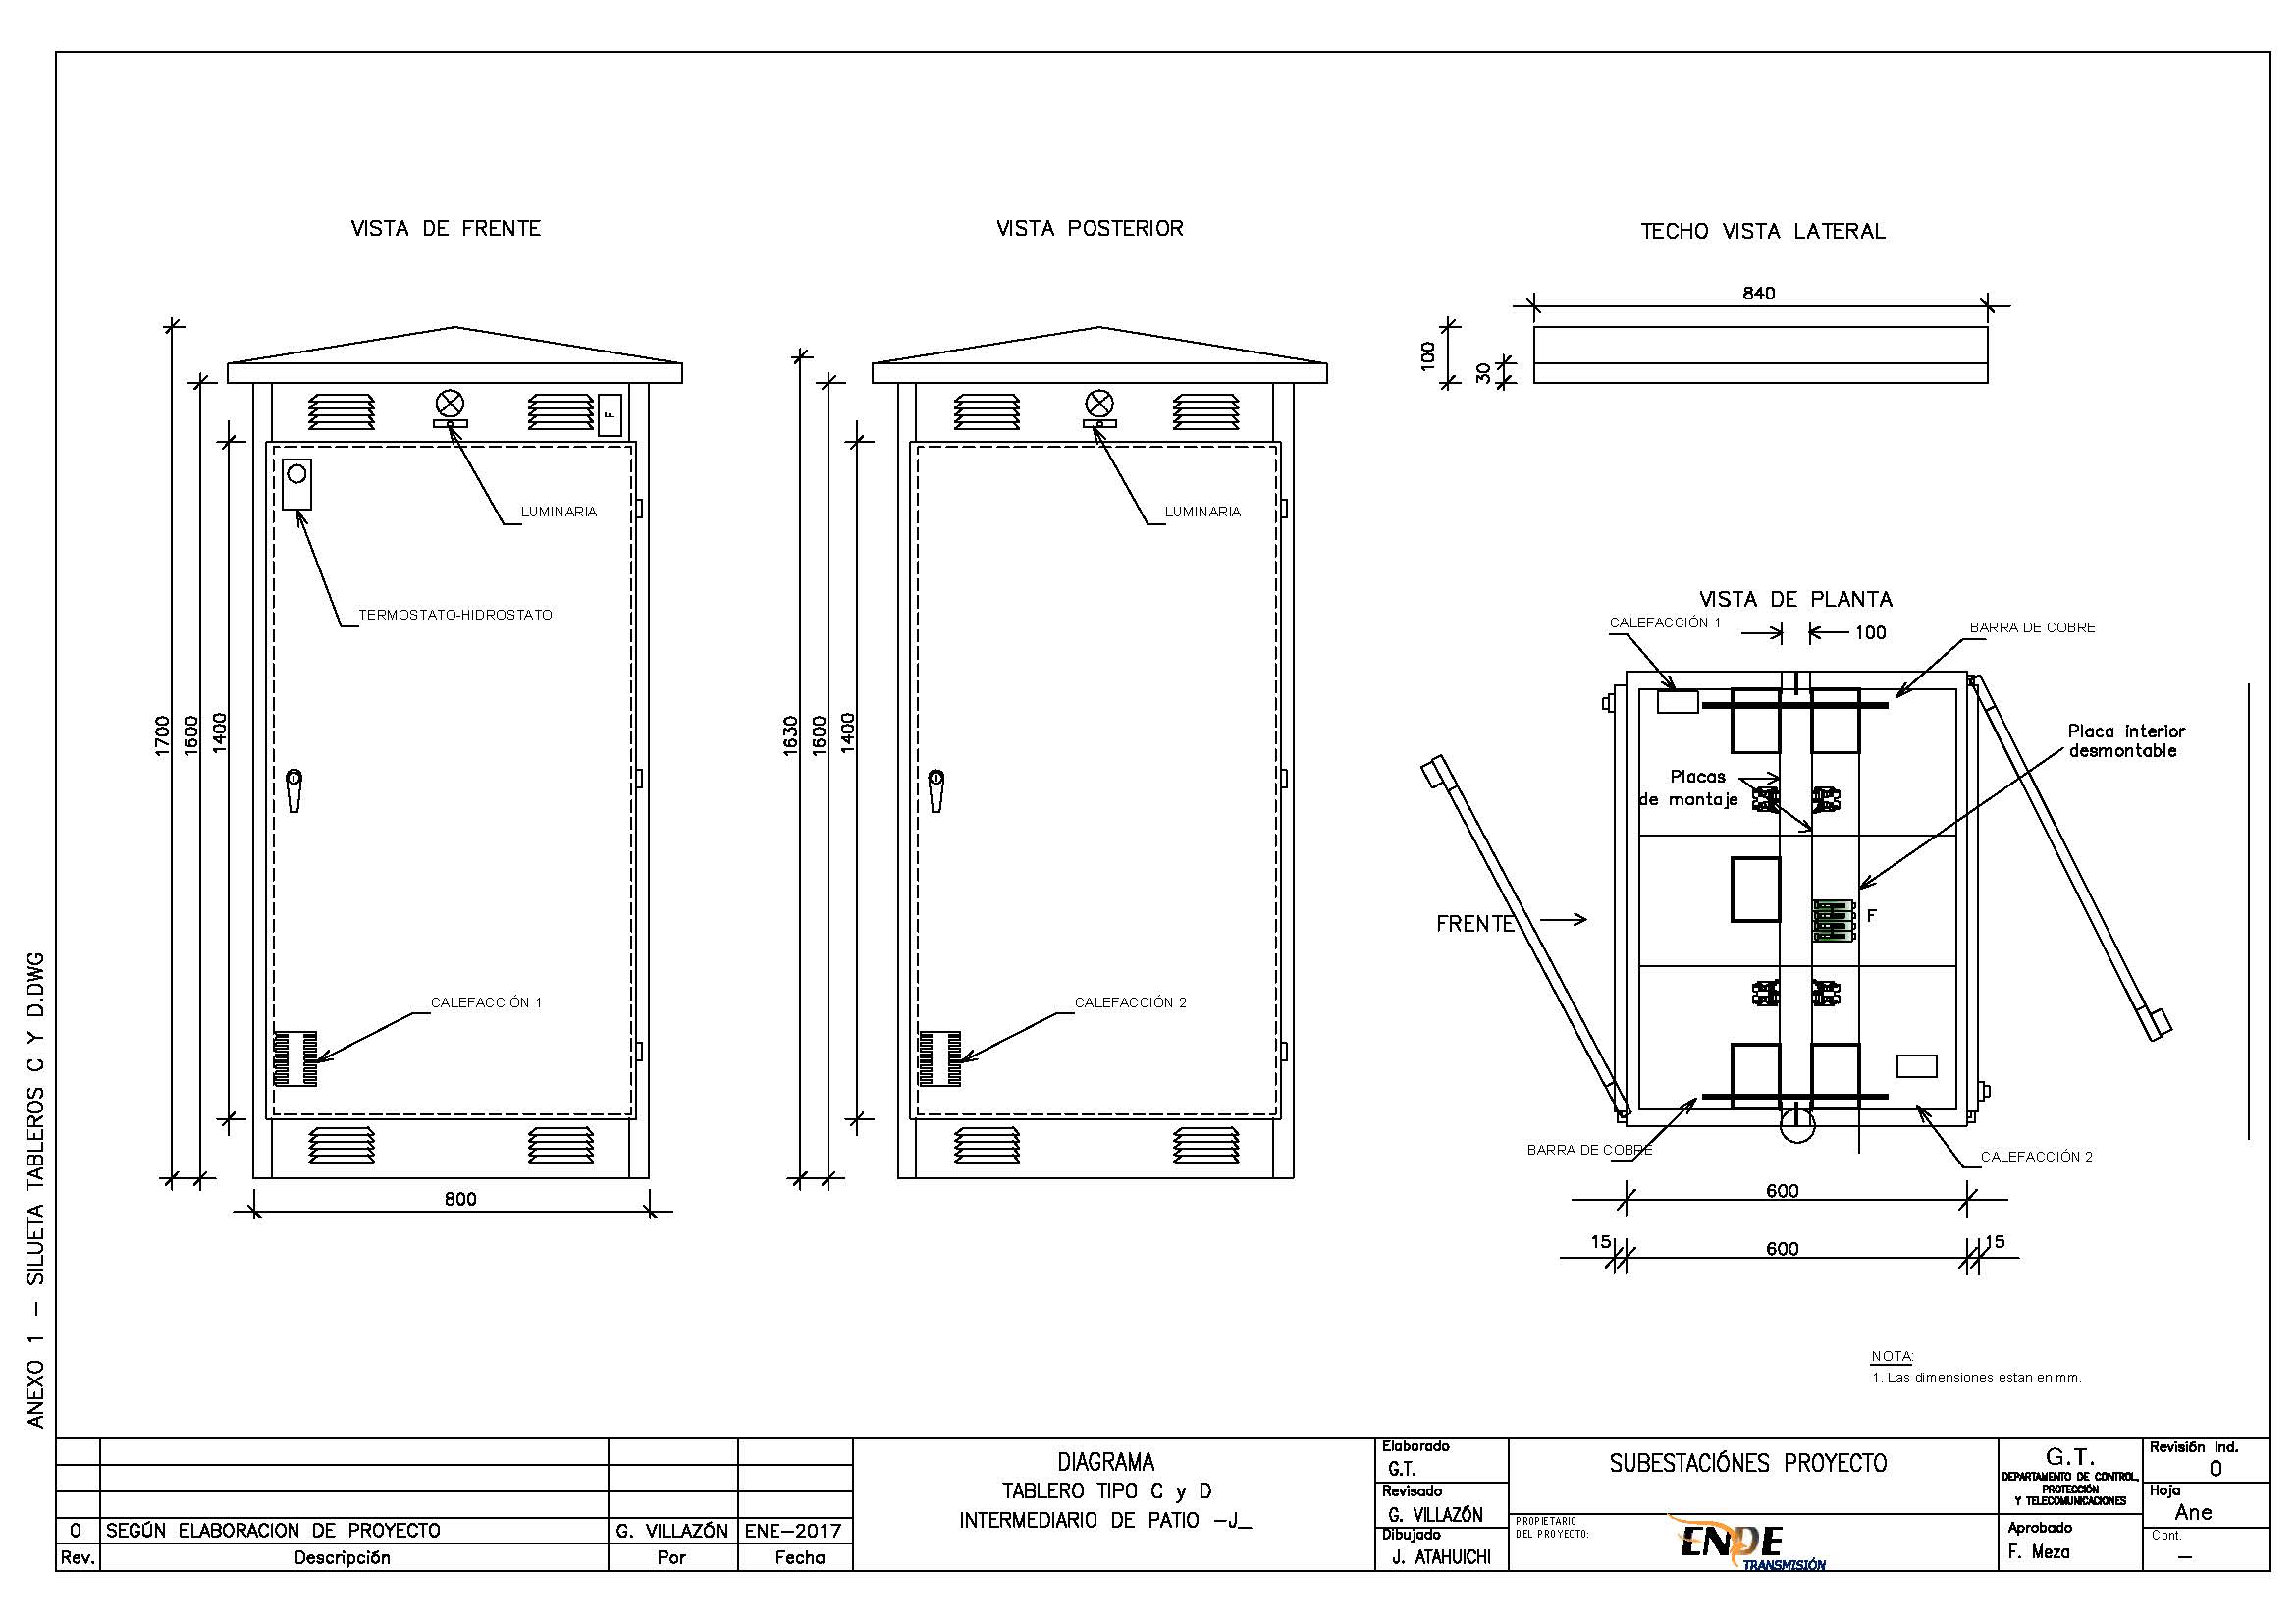 VISTA DE FRENTE
VISTA POSTERIOR
TECHO VISTA LATERAL
840
100
30
F
LUMINARIA
LUMINARIA
TERMOSTATO-HIDROSTATO
1700
1600
1400
1630
1600
1400
CALEFACCIÓN 1
CALEFACCIÓN 2
800
VISTA DE PLANTA
CALEFACCIÓN 1
100
BARRA DE COBRE
Placa interior
desmontable
Placas
de montaje
FRENTE
F
BARRA DE COBRE
CALEFACCIÓN 2
600
15
600
15
NOTA:
1. Las dimensiones estan en mm.
ANEXO 1 - SILUETA TABLEROS C Y D.DWG
0 SEGÚN ELABORACION DE PROYECTO G. VILLAZÓN ENE-2017
Rev. Descripción Por Fecha
DIAGRAMA
TABLERO TIPO C y D
INTERMEDIARIO DE PATIO -J_
Elaborado
G.T.
Revisado
G. VILLAZÓN
Dibujado
J. ATAHUICHI
SUBESTACIÓNES PROYECTO
PROPIETARIO
DEL PROYECTO:
ENDE
TRANSMISIÓN
G.T.
DEPARTAMENTO DE CONTROL,
PROTECCIÓN
Y TELECOMUNICACIONES
Aprobado
F. Meza
Revisión Ind.
0
Hoja
Ane
Cont.
–